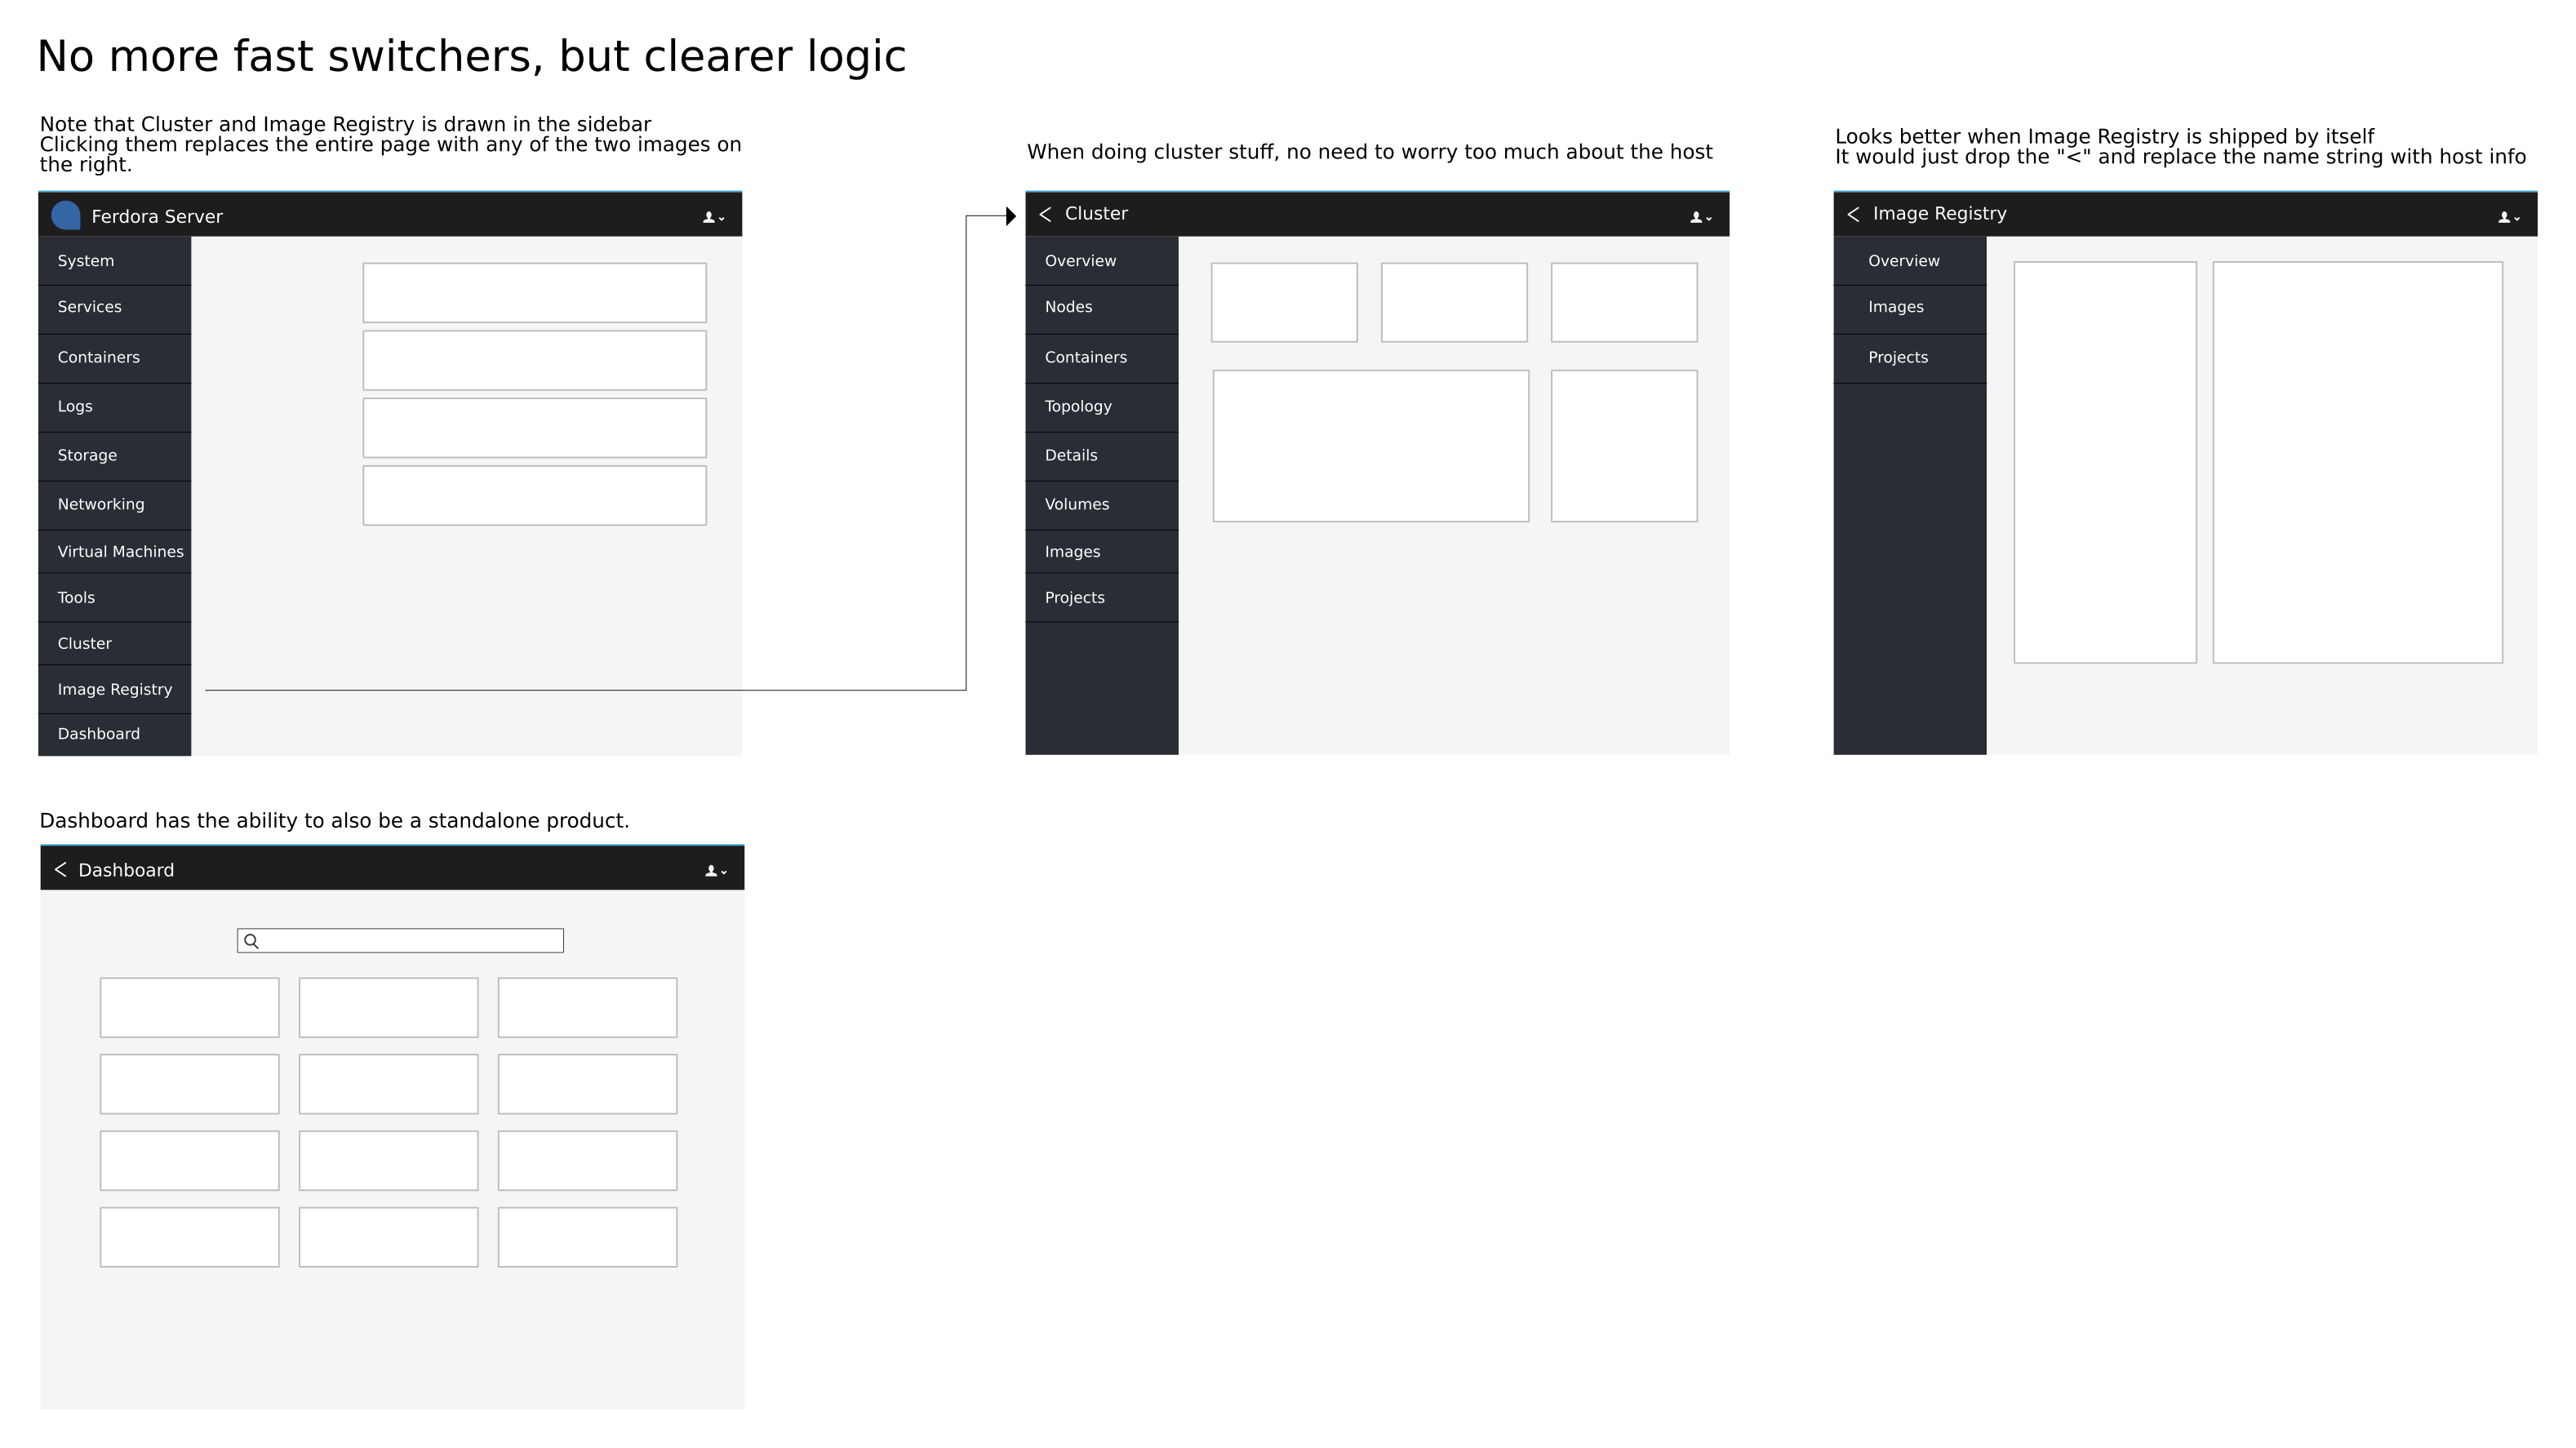 No more fast switchers, but clearer logic
Note that Cluster and Image Registry is drawn in the sidebar
Clicking them replaces the entire page with any of the two images on
the right.
Ferdora Server
System
Services
Containers
Logs
Storage
Networking
Virtual Machines
Tools
Cluster
Image Registry
Dashboard
When doing cluster stuff, no need to worry too much about the host
< Cluster
Overview
Nodes
Containers
Topology
Details
Volumes
Images
Projects
Looks better when Image Registry is shipped by itself
It would just drop the "<" and replace the name string with host info
< Image Registry
Overview
Images
Projects
Dashboard has the ability to also be a standalone product.
< Dashboard